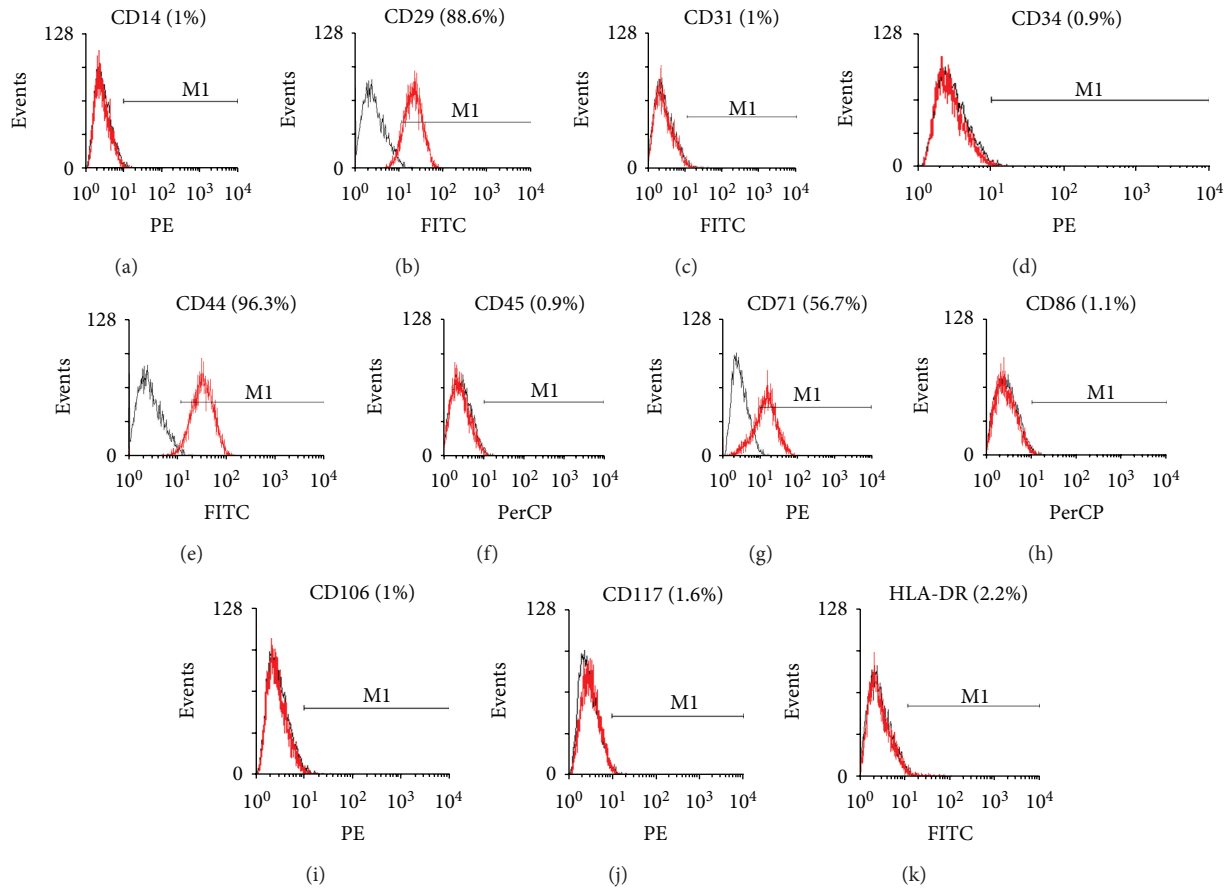 CD14 (1%)
128
Events
M1
0
10⁰ 10¹ 10² 10³ 10⁴
PE
(a)
CD29 (88.6%)
128
Events
M1
0
10⁰ 10¹ 10² 10³ 10⁴
FITC
(b)
CD31 (1%)
128
Events
M1
0
10⁰ 10¹ 10² 10³ 10⁴
FITC
(c)
CD34 (0.9%)
128
Events
M1
0
10⁰ 10¹ 10² 10³ 10⁴
PE
(d)
CD44 (96.3%)
128
Events
M1
0
10⁰ 10¹ 10² 10³ 10⁴
FITC
(e)
CD45 (0.9%)
128
Events
M1
0
10⁰ 10¹ 10² 10³ 10⁴
PerCP
(f)
CD71 (56.7%)
128
Events
M1
0
10⁰ 10¹ 10² 10³ 10⁴
PE
(g)
CD86 (1.1%)
128
Events
M1
0
10⁰ 10¹ 10² 10³ 10⁴
PerCP
(h)
CD106 (1%)
128
Events
M1
0
10⁰ 10¹ 10² 10³ 10⁴
PE
(i)
CD117 (1.6%)
128
Events
M1
0
10⁰ 10¹ 10² 10³ 10⁴
PE
(j)
HLA-DR (2.2%)
128
Events
M1
0
10⁰ 10¹ 10² 10³ 10⁴
FITC
(k)